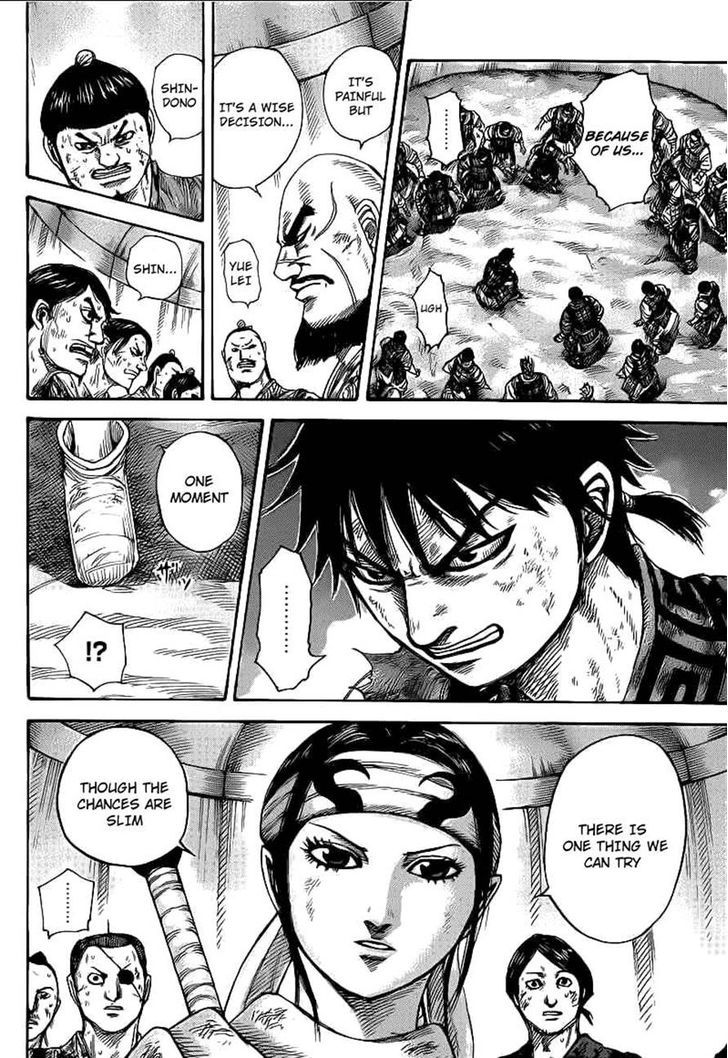 BECAUSE
OF US...
........
UGH
IT'S
PAINFUL
BUT
IT'S A WISE
DECISION...
YUE
LEI
SHIN-
DONO
SHIN...
........
ONE
MOMENT
!?
THERE IS
ONE THING WE
CAN TRY
THOUGH THE
CHANCES ARE
SLIM
........